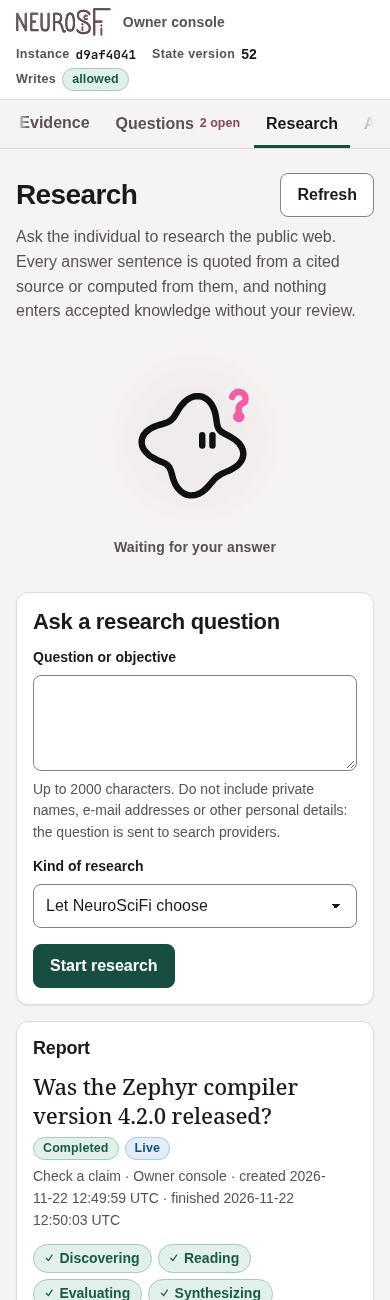 NEUROSCFi Owner console
Instance d9af4041 State version 52
Writes allowed
Evidence Questions 2 open Research
Research Refresh
Ask the individual to research the public web.
Every answer sentence is quoted from a cited
source or computed from them, and nothing
enters accepted knowledge without your review.
Waiting for your answer
Ask a research question
Question or objective
Up to 2000 characters. Do not include private
names, e-mail addresses or other personal details:
the question is sent to search providers.
Kind of research
Let NeuroSciFi choose
Start research
Report
Was the Zephyr compiler
version 4.2.0 released?
Completed Live
Check a claim · Owner console · created 2026-
11-22 12:49:59 UTC · finished 2026-11-22
12:50:03 UTC
✓ Discovering ✓ Reading
✓ Evaluating ✓ Synthesizing